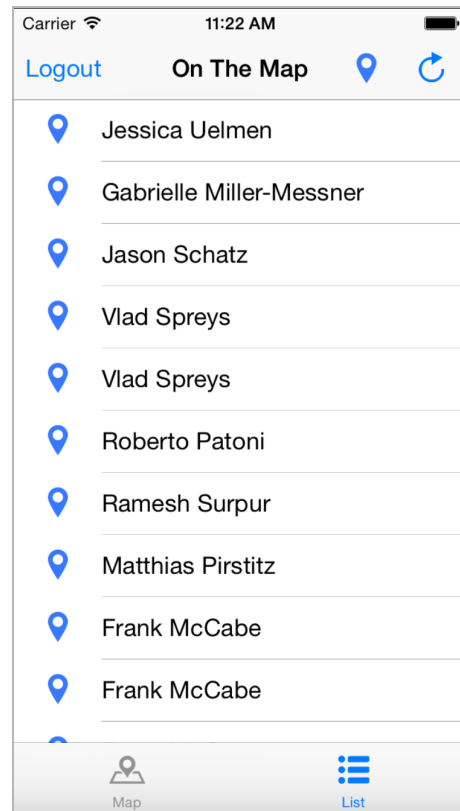 Carrier 11:22 AM
Logout On The Map
Jessica Uelmen
Gabrielle Miller-Messner
Jason Schatz
Vlad Spreys
Vlad Spreys
Roberto Patoni
Ramesh Surpur
Matthias Pirstitz
Frank McCabe
Frank McCabe
Map List